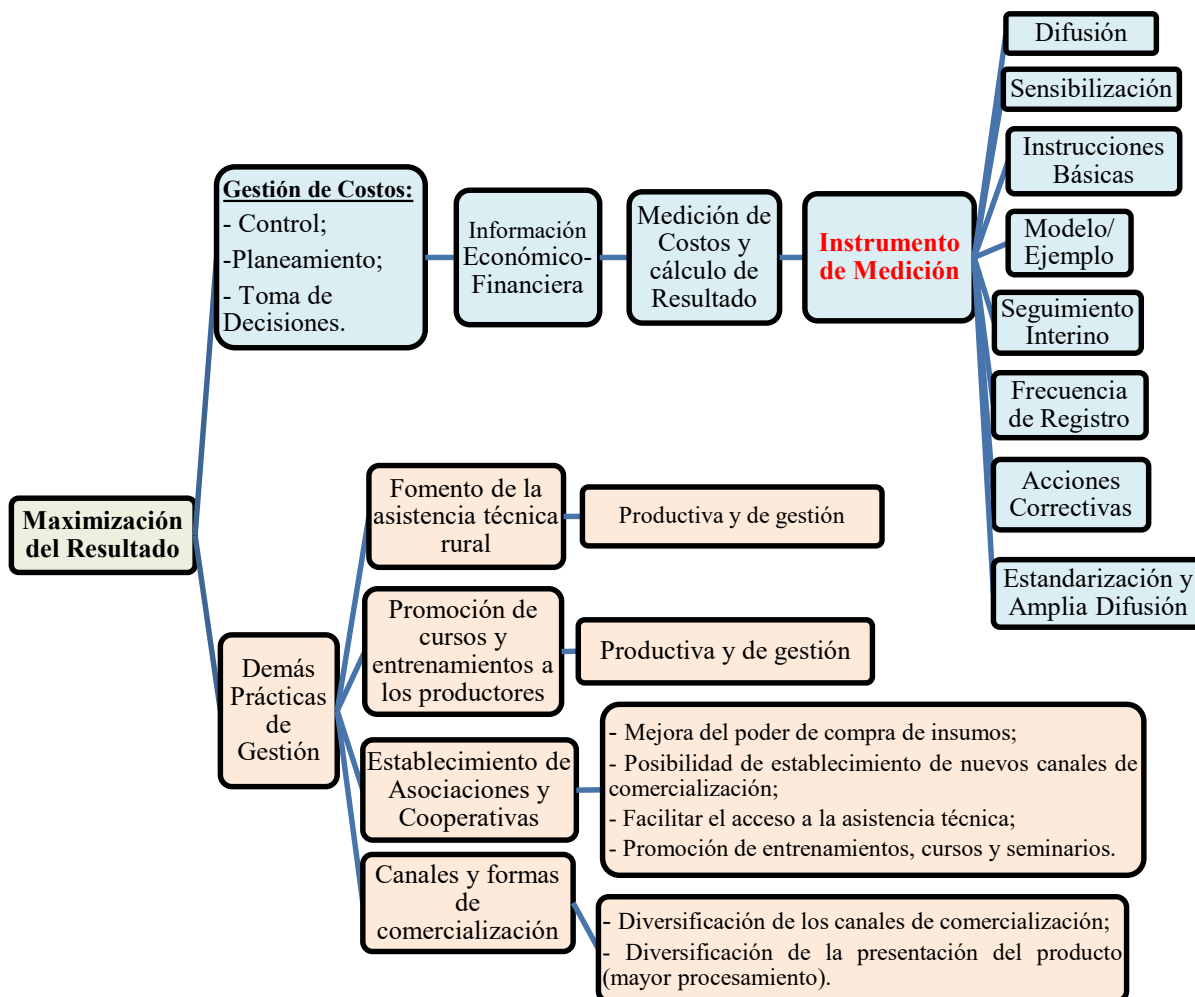 Difusión
Sensibilización
Instrucciones
Básicas
Modelo/
Ejemplo
Seguimiento
Interino
Frecuencia
de Registro
Acciones
Correctivas
Estandarización y
Amplia Difusión
Gestión de Costos:
- Control;
-Planeamiento;
- Toma de
Decisiones.
Información
Económico-
Financiera
Medición de
Costos y
cálculo de
Resultado
Instrumento
de Medición
Maximización
del Resultado
Demás
Prácticas
de
Gestión
Fomento de la
asistencia técnica
rural
Productiva y de gestión
Promoción de
cursos y
entrenamientos a
los productores
Productiva y de gestión
Establecimiento de
Asociaciones y
Cooperativas
- Mejora del poder de compra de insumos;
- Posibilidad de establecimiento de nuevos canales de
comercialización;
- Facilitar el acceso a la asistencia técnica;
- Promoción de entrenamientos, cursos y seminarios.
Canales y formas
de
comercialización
- Diversificación de los canales de comercialización;
- Diversificación de la presentación del producto
(mayor procesamiento).